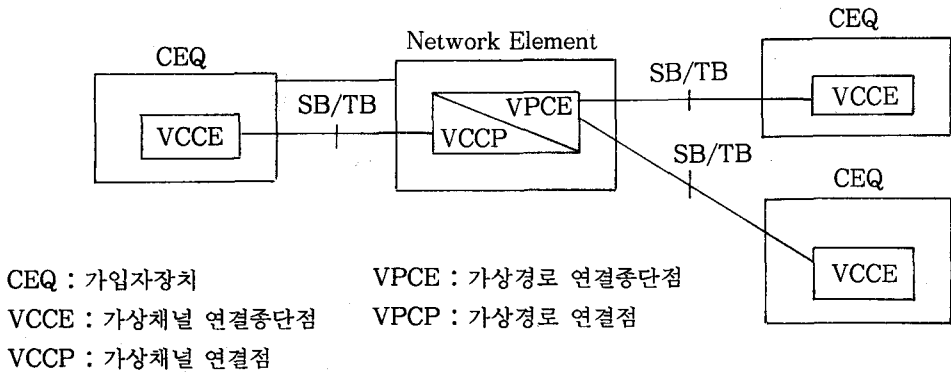 CEQ
Network Element
CEQ
SB/TB
SB/TB
VCCE
VPCE
VCCP
VCCE
SB/TB
CEQ
VCCE
CEQ : 가입자장치
VPCE : 가상경로 연결종단점
VCCE : 가상채널 연결종단점
VPCP : 가상경로 연결점
VCCP : 가상채널 연결점